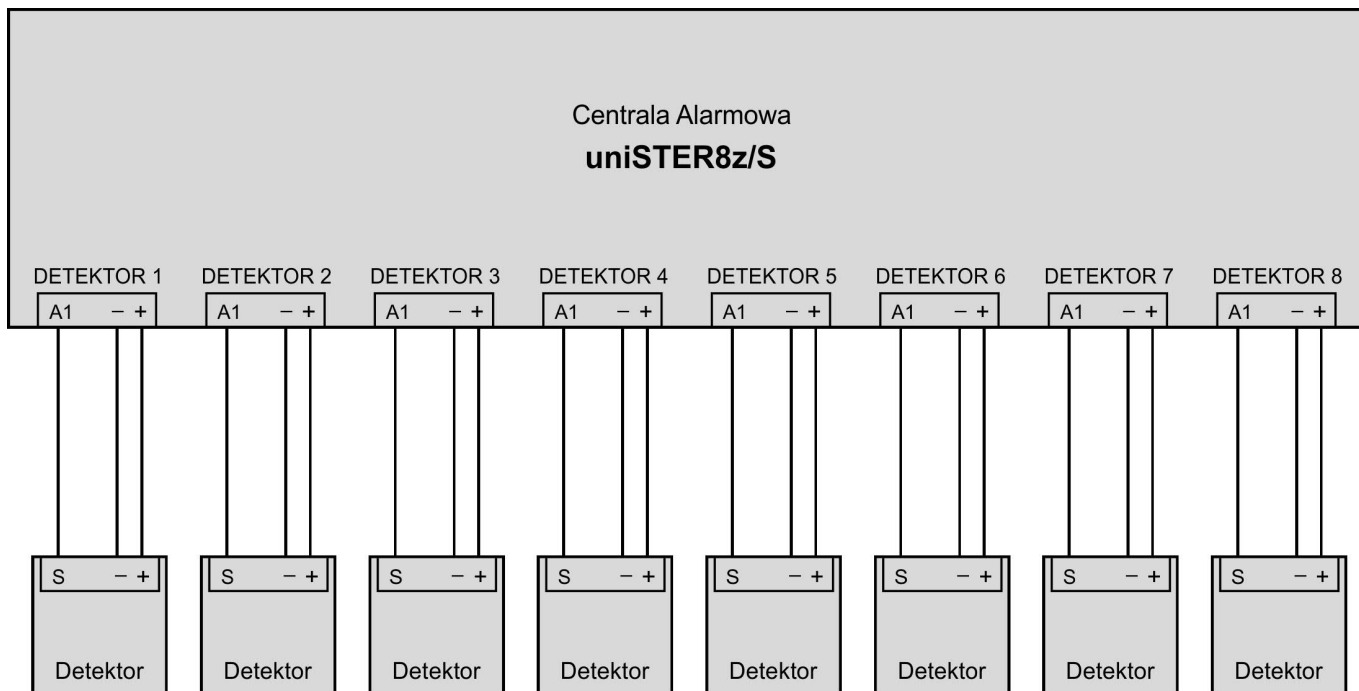 Centrala Alarmowa
uniSTER8z/S
DETEKTOR 1 DETEKTOR 2 DETEKTOR 3 DETEKTOR 4 DETEKTOR 5 DETEKTOR 6 DETEKTOR 7 DETEKTOR 8
A1 – + A1 – + A1 – + A1 – + A1 – + A1 – + A1 – + A1 – +
S – + S – + S – + S – + S – + S – + S – + S – +
Detektor Detektor Detektor Detektor Detektor Detektor Detektor Detektor